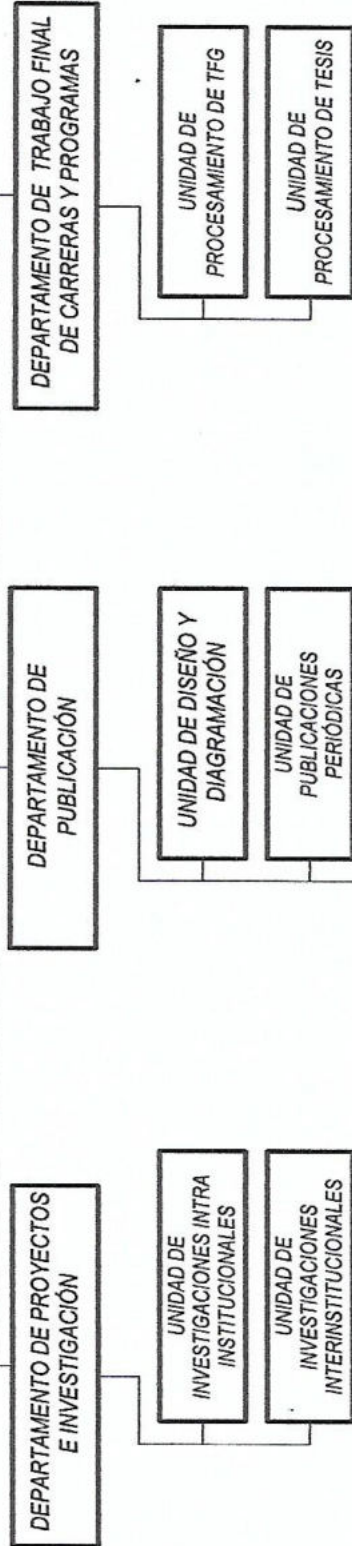 DEPARTAMENTO DE PROYECTOS
E INVESTIGACIÓN
UNIDAD DE
INVESTIGACIONES INTRA
INSTITUCIONALES
UNIDAD DE
INVESTIGACIONES
INTERINSTITUCIONALES
DEPARTAMENTO DE
PUBLICACIÓN
UNIDAD DE DISEÑO Y
DIAGRAMACIÓN
UNIDAD DE
PUBLICACIONES
PERIÓDICAS
DEPARTAMENTO DE TRABAJO FINAL
DE CARRERAS Y PROGRAMAS
UNIDAD DE
PROCESAMIENTO DE TFG
UNIDAD DE
PROCESAMIENTO DE TESIS